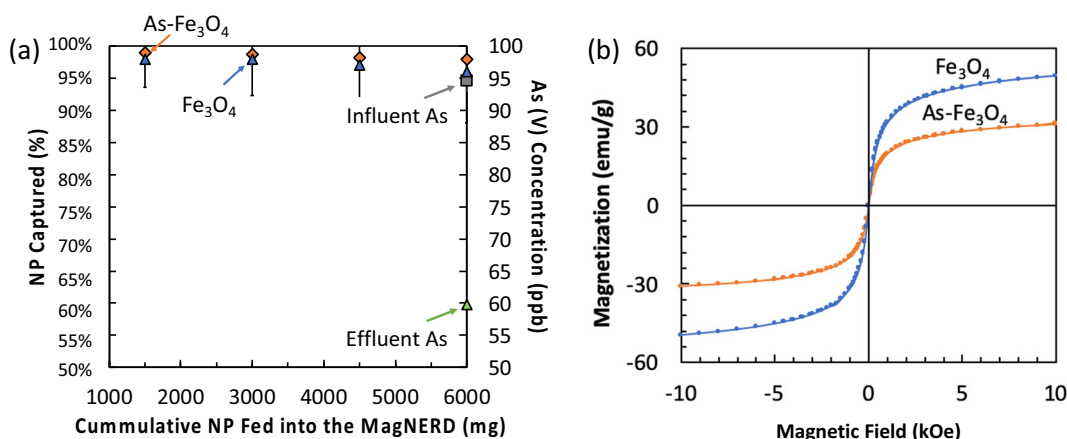 (a)
As-Fe3O4
Fe3O4
Influent As
Effluent As
NP Captured (%)
100%
95%
90%
85%
80%
75%
70%
65%
60%
55%
50%
As (V) Concentration (ppb)
100
95
90
85
80
75
70
65
60
55
50
1000 2000 3000 4000 5000 6000
Cummulative NP Fed into the MagNERD (mg)
(b)
Fe3O4
As-Fe3O4
Magnetization (emu/g)
60
30
0
-30
-60
-10 -5 0 5 10
Magnetic Field (kOe)